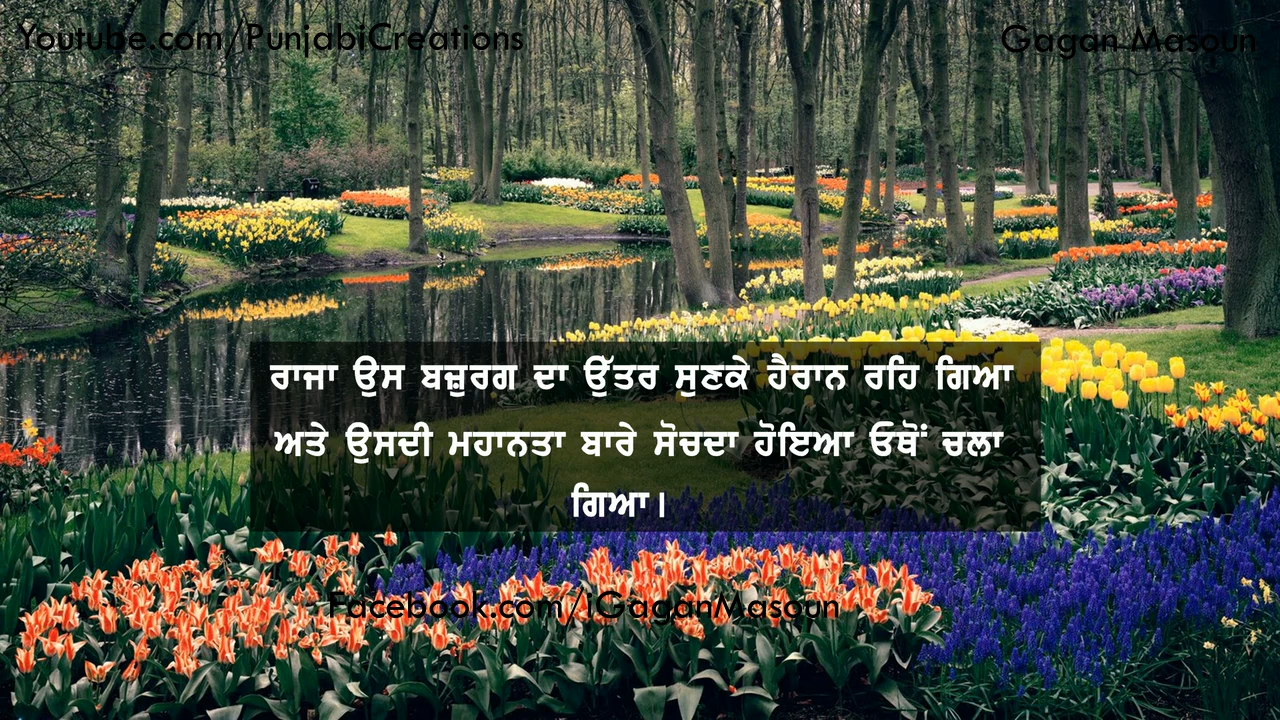 Youtube.com/PunjabiCreations
Gagan Masoun
ਰਾਜਾ ਉਸ ਬਜ਼ੁਰਗ ਦਾ ਉੱਤਰ ਸੁਣਕੇ ਹੈਰਾਨ ਰਹਿ ਗਿਆ
ਅਤੇ ਉਸਦੀ ਮਹਾਨਤਾ ਬਾਰੇ ਸੋਚਦਾ ਹੋਇਆ ਓਥੋਂ ਚਲਾ
ਗਿਆ।
Facebook.com/iGaganMasoun